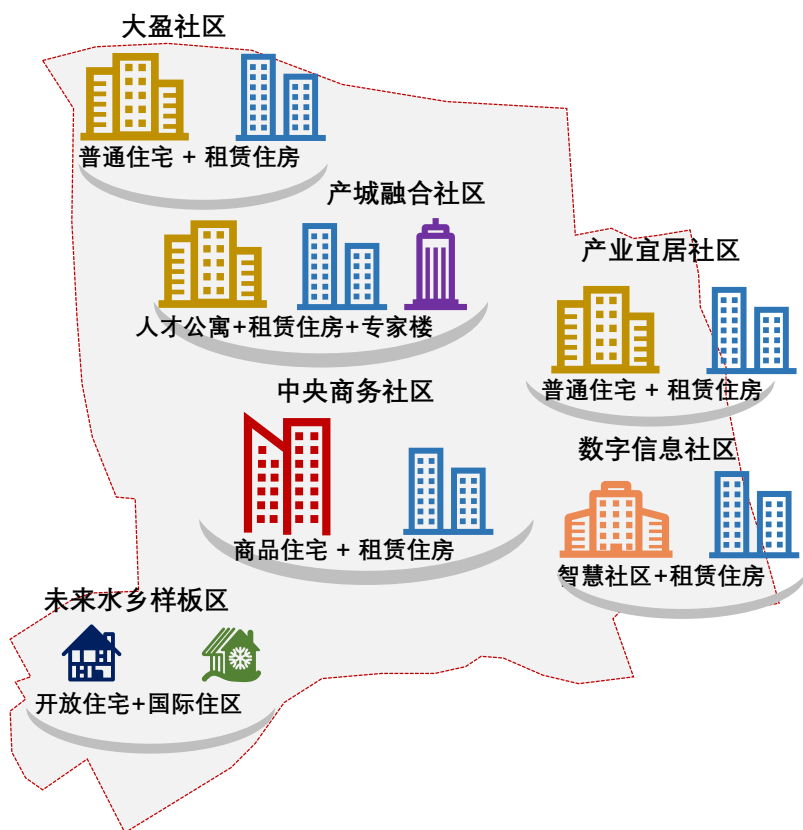 大盈社区
普通住宅 + 租赁住房
产城融合社区
人才公寓+租赁住房+专家楼
产业宜居社区
普通住宅 + 租赁住房
中央商务社区
商品住宅 + 租赁住房
数字信息社区
智慧社区+租赁住房
未来水乡样板区
开放住宅+国际住区